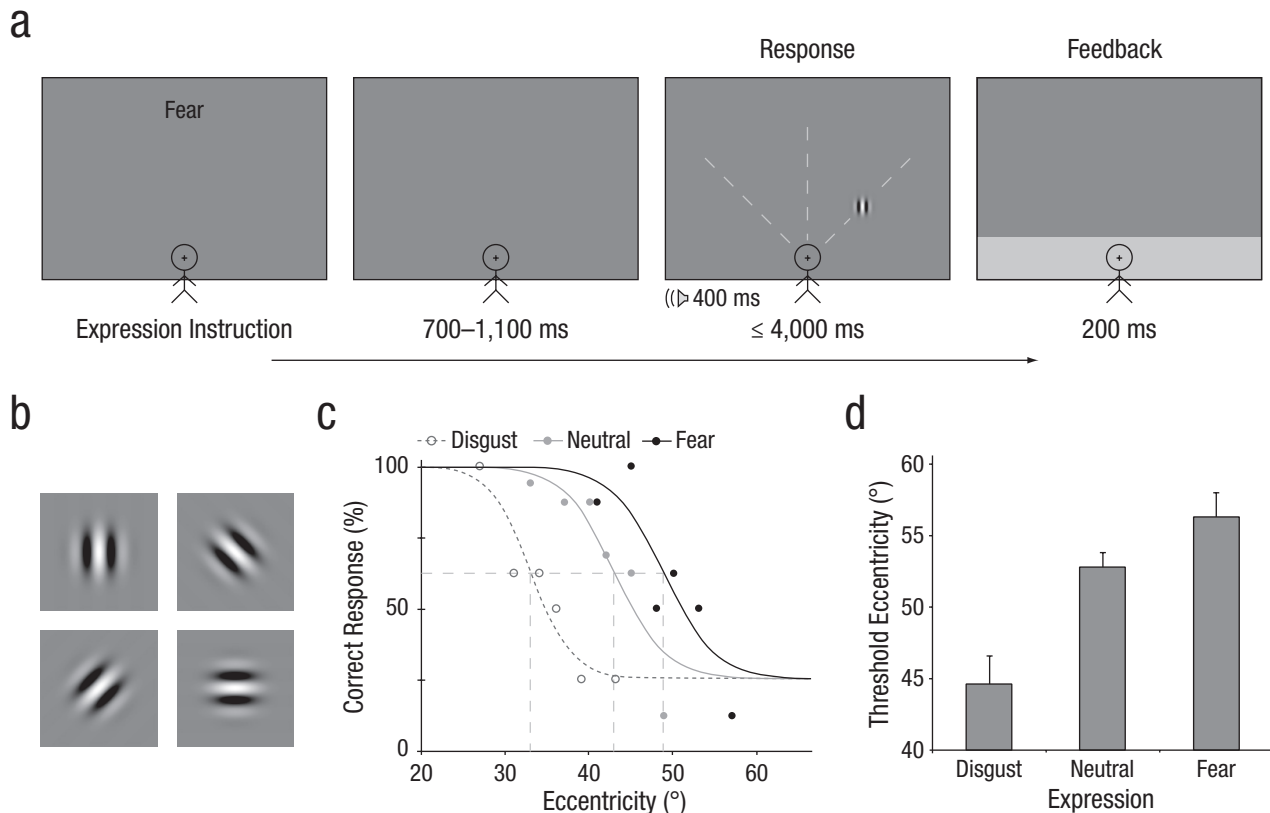 a
Response
Feedback
Fear
400 ms
Expression Instruction
700–1,100 ms
≤ 4,000 ms
200 ms
b
c
d
Disgust
Neutral
Fear
100
50
0
Correct Response (%)
20
30
40
50
60
Eccentricity (°)
60
55
50
45
40
Threshold Eccentricity (°)
Disgust
Neutral
Fear
Expression